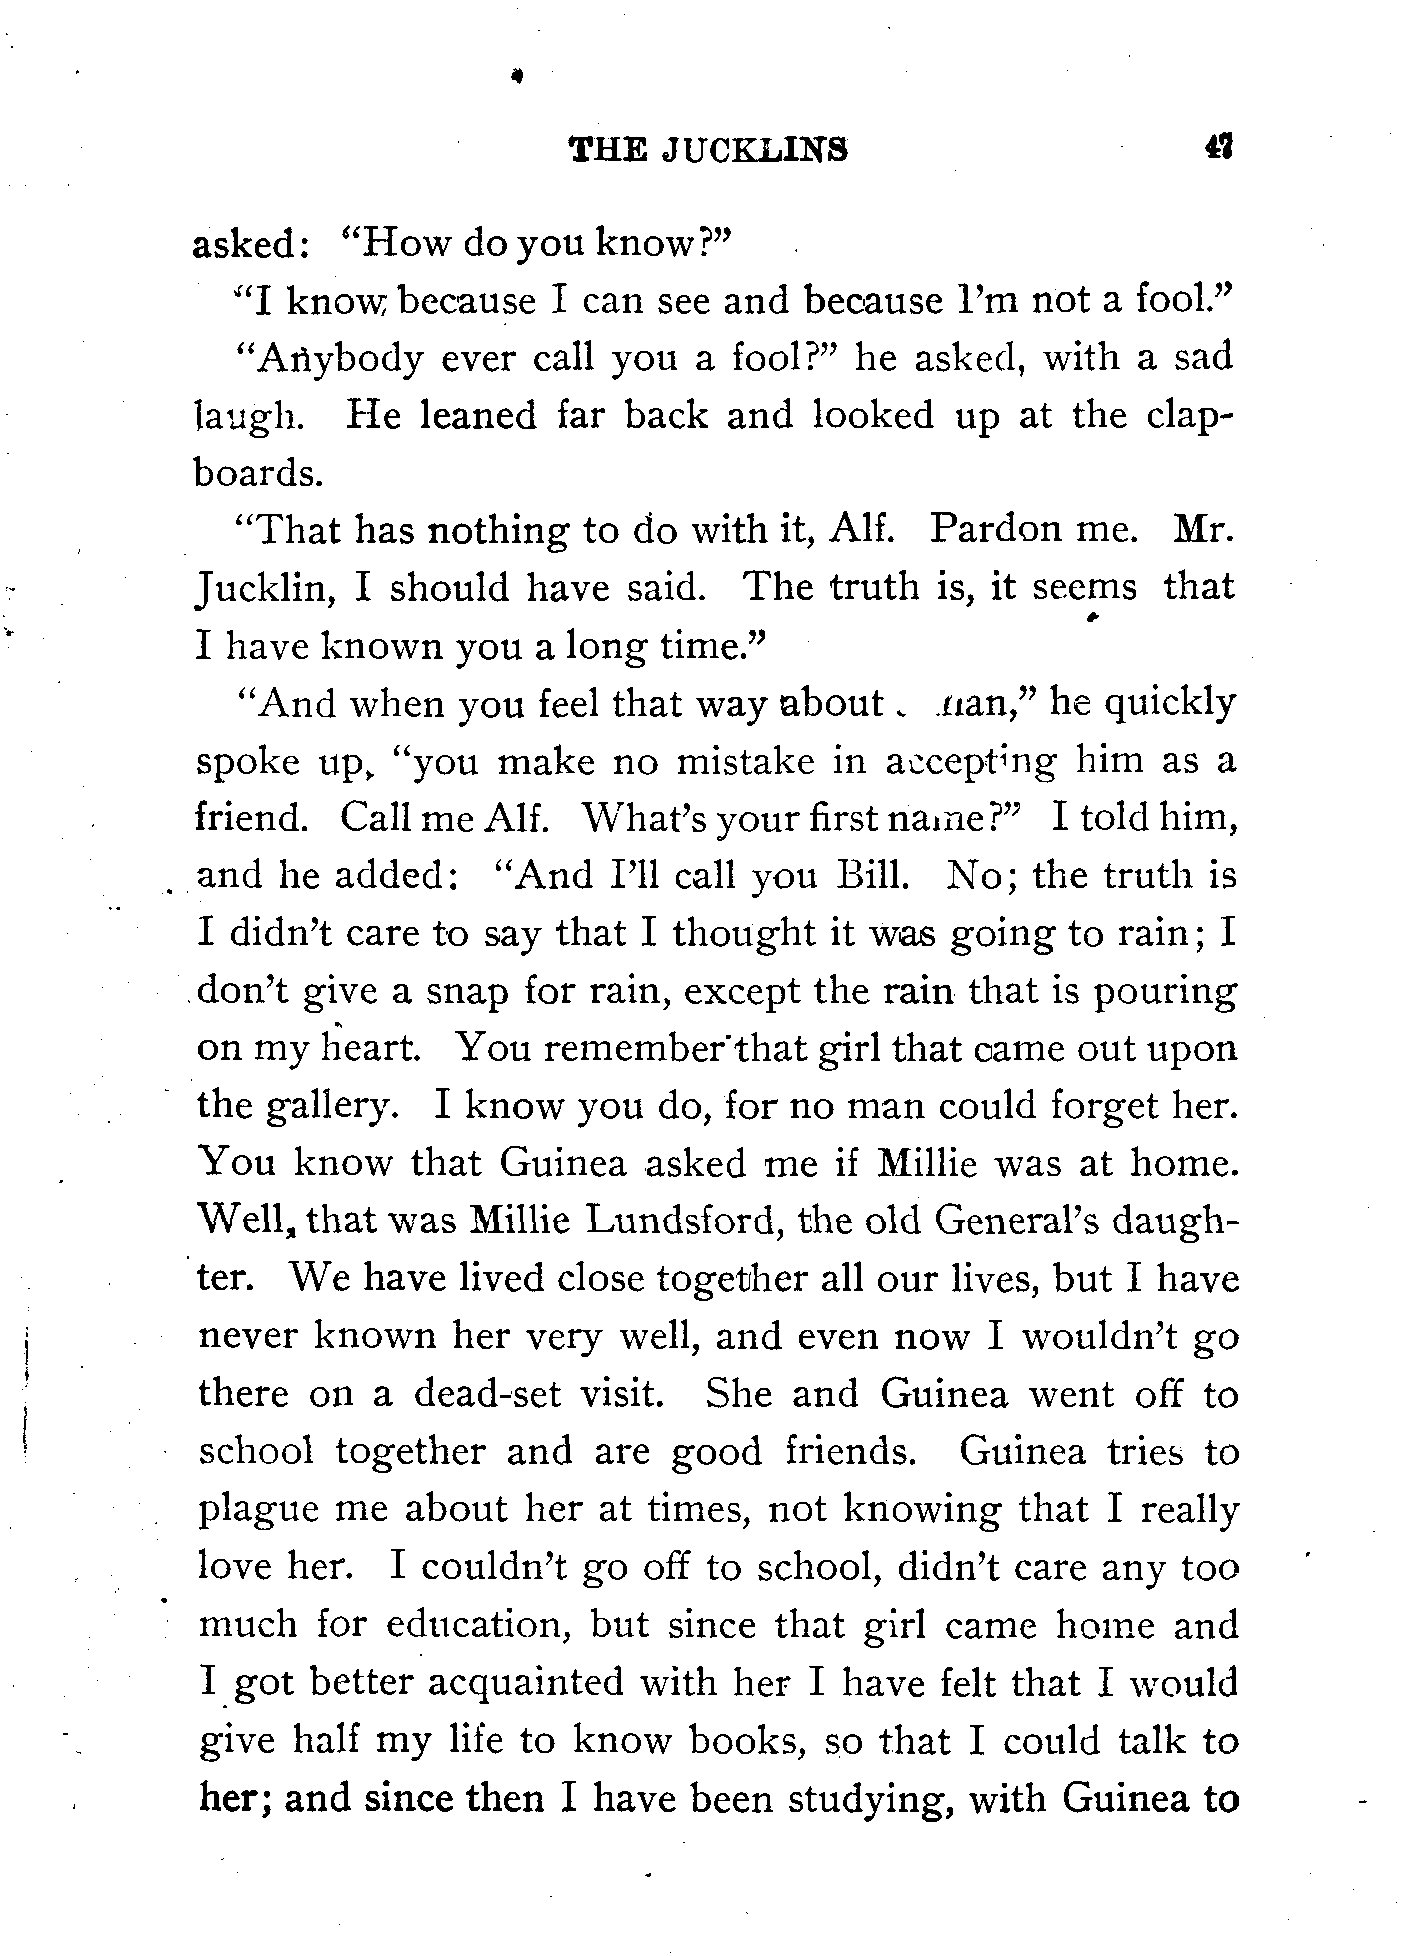 THE JUCKLINS 47
asked: "How do you know?"
"I know, because I can see and because I'm not a fool."
"Anybody ever call you a fool?" he asked, with a sad
laugh. He leaned far back and looked up at the clap-
boards.
"That has nothing to do with it, Alf. Pardon me. Mr.
Jucklin, I should have said. The truth is, it seems that
I have known you a long time."
"And when you feel that way about man," he quickly
spoke up, "you make no mistake in accepting him as a
friend. Call me Alf. What's your first name?" I told him,
and he added: "And I'll call you Bill. No; the truth is
I didn't care to say that I thought it was going to rain; I
don't give a snap for rain, except the rain that is pouring
on my heart. You remember that girl that came out upon
the gallery. I know you do, for no man could forget her.
You know that Guinea asked me if Millie was at home.
Well, that was Millie Lundsford, the old General's daugh-
ter. We have lived close together all our lives, but I have
never known her very well, and even now I wouldn't go
there on a dead-set visit. She and Guinea went off to
school together and are good friends. Guinea tries to
plague me about her at times, not knowing that I really
love her. I couldn't go off to school, didn't care any too
much for education, but since that girl came home and
I got better acquainted with her I have felt that I would
give half my life to know books, so that I could talk to
her; and since then I have been studying, with Guinea to